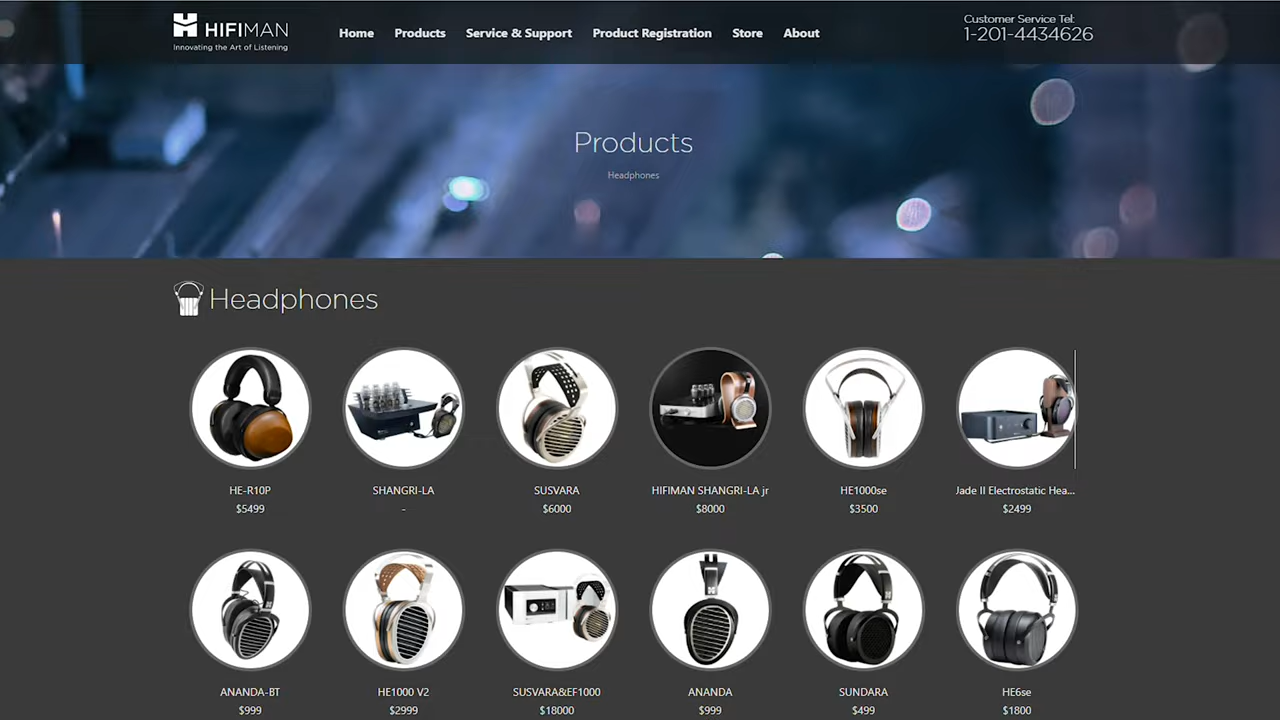 HIFIMAN
Innovating the Art of Listening
Home Products Service & Support Product Registration Store About
Customer Service Tel:
1-201-4434626
Products
Headphones
Headphones
HE-R10P SHANGRI-LA SUSVARA HIFIMAN SHANGRI-LA jr HE1000se Jade II Electrostatic Hea...
$5499 - $6000 $8000 $3500 $2499
ANANDA-BT HE1000 V2 SUSVARA&EF1000 ANANDA SUNDARA HE6se
$999 $2999 $18000 $999 $499 $1800